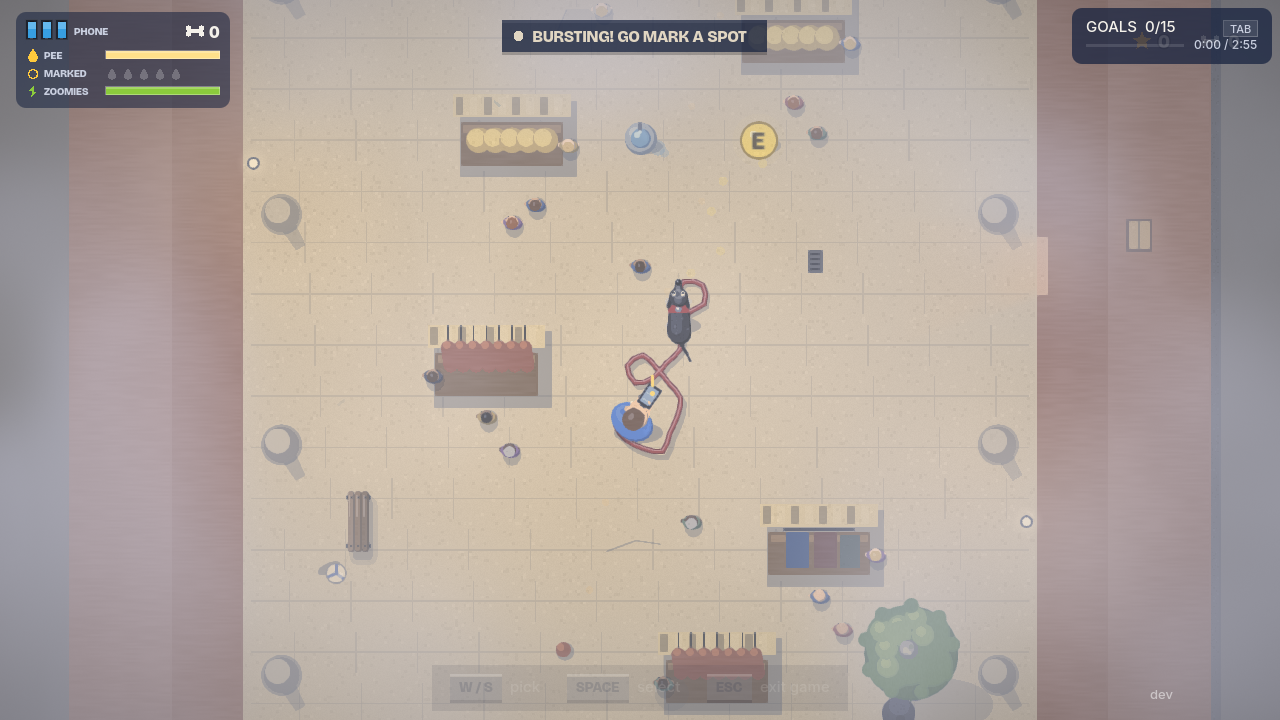 PHONE
0
PEE
MARKED
ZOOMIES
BURSTING! GO MARK A SPOT
GOALS 0/15
TAB
0
0:00 / 2:55
E
W / S pick
SPACE select
ESC exit game
dev